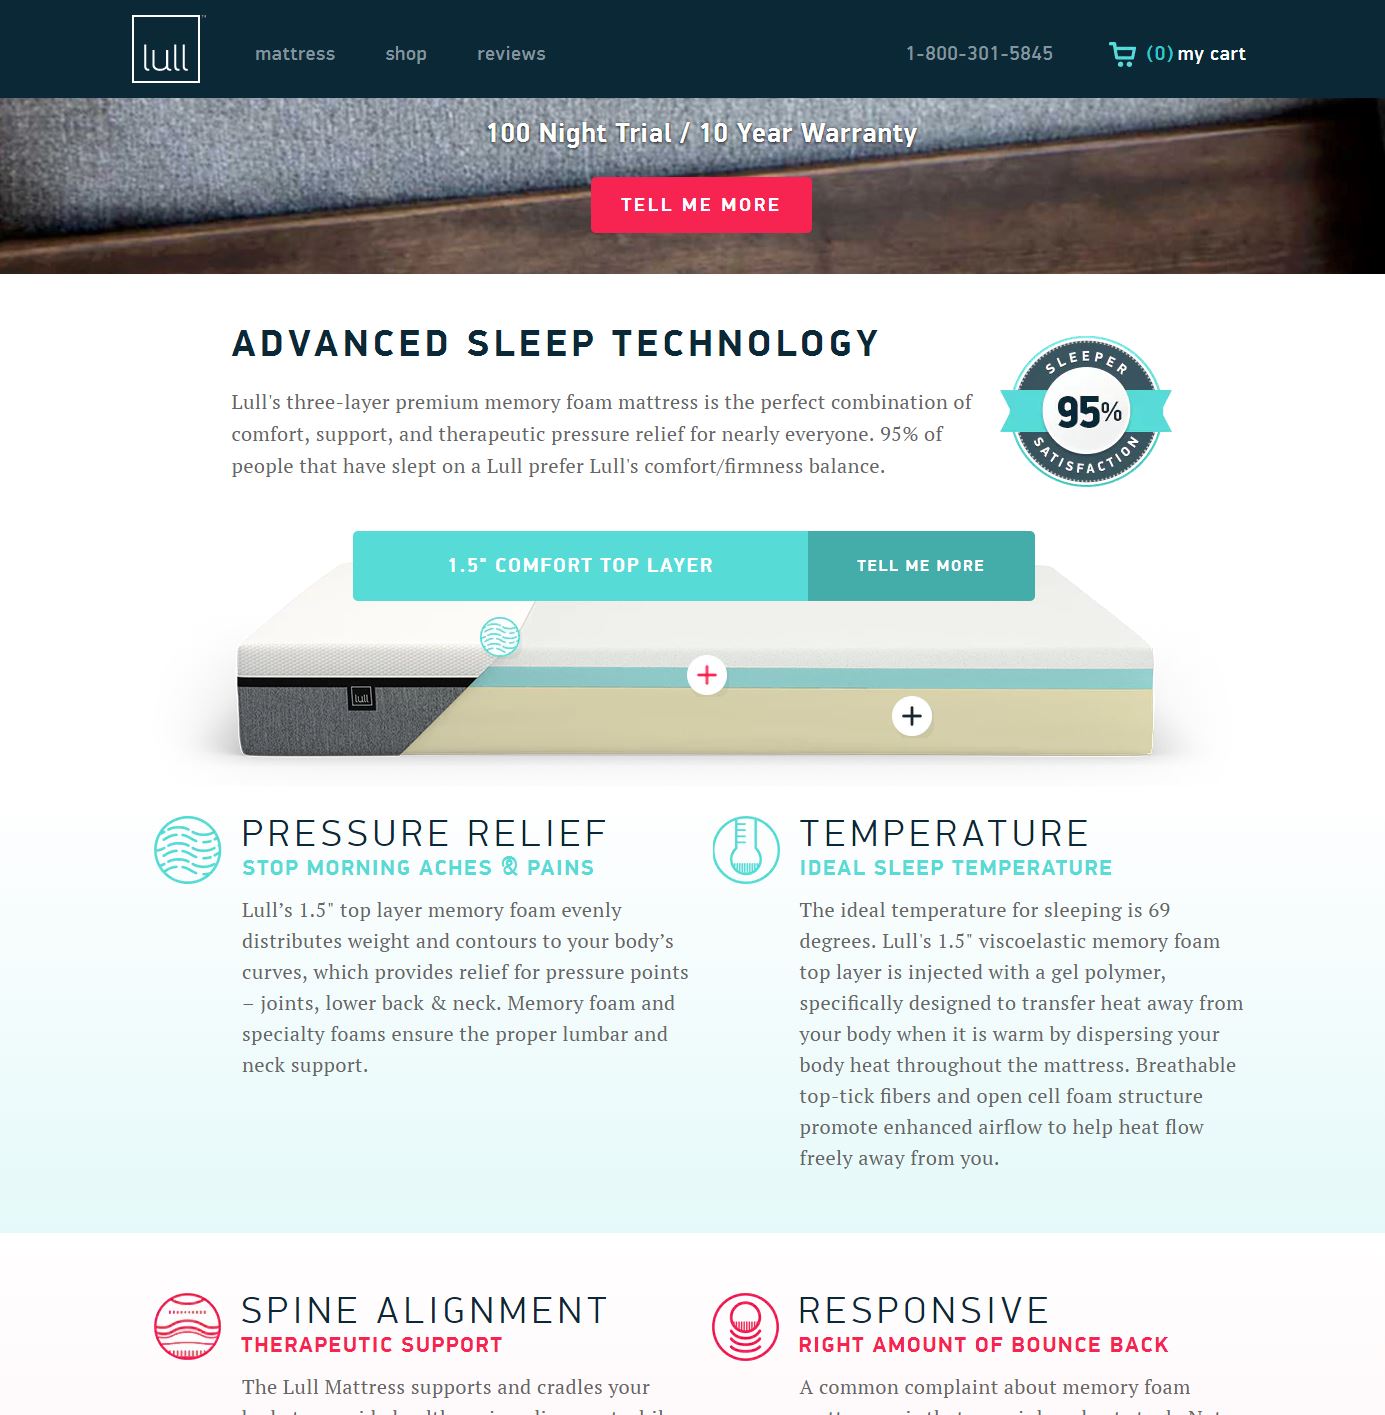 lull™
mattress shop reviews 1-800-301-5845 (0) my cart
100 Night Trial / 10 Year Warranty
TELL ME MORE
ADVANCED SLEEP TECHNOLOGY
Lull's three-layer premium memory foam mattress is the perfect combination of
comfort, support, and therapeutic pressure relief for nearly everyone. 95% of
people that have slept on a Lull prefer Lull's comfort/firmness balance.
SLEEPER
95%
SATISFACTION
1.5" COMFORT TOP LAYER TELL ME MORE
lull
PRESSURE RELIEF
STOP MORNING ACHES & PAINS
Lull’s 1.5" top layer memory foam evenly
distributes weight and contours to your body’s
curves, which provides relief for pressure points
– joints, lower back & neck. Memory foam and
specialty foams ensure the proper lumbar and
neck support.
TEMPERATURE
IDEAL SLEEP TEMPERATURE
The ideal temperature for sleeping is 69
degrees. Lull's 1.5" viscoelastic memory foam
top layer is injected with a gel polymer,
specifically designed to transfer heat away from
your body when it is warm by dispersing your
body heat throughout the mattress. Breathable
top-tick fibers and open cell foam structure
promote enhanced airflow to help heat flow
freely away from you.
SPINE ALIGNMENT
THERAPEUTIC SUPPORT
The Lull Mattress supports and cradles your
RESPONSIVE
RIGHT AMOUNT OF BOUNCE BACK
A common complaint about memory foam